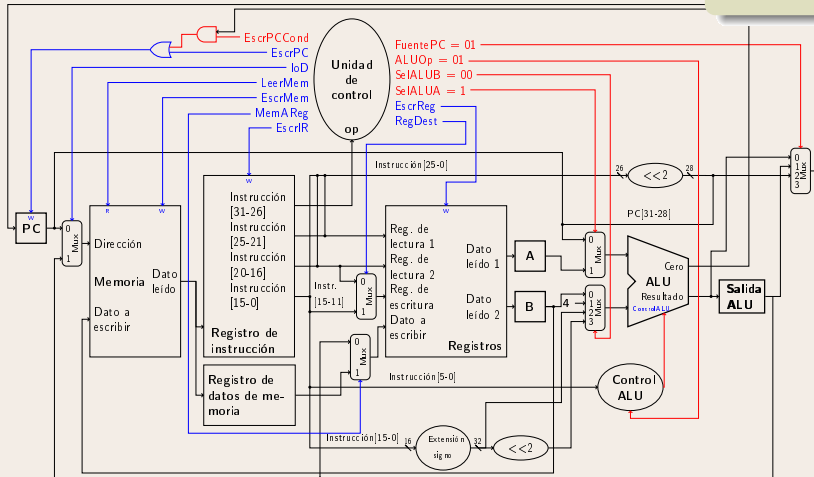 EscrPCCond
EscrPC
IoD
LeerMem
EscrMem
MemAReg
EscrIR
Unidad
de
control
op
FuentePC = 01
ALUOp = 01
SelALUB = 00
SelALUA = 1
EscrReg
RegDest
Instrucción[25-0]
26
<<2
28
0
1
2
3
Mux
PC[31-28]
W
PC
0
1
Mux
R
W
Dirección
Memoria
Dato
leído
Dato a
escribir
W
Instrucción
[31-26]
Instrucción
[25-21]
Instrucción
[20-16]
Instrucción
[15-0]
Registro de
instrucción
Registro de
datos de me-
moria
Instr.
[15-11]
0
1
Mux
0
1
Mux
W
Reg. de
lectura 1
Reg. de
lectura 2
Reg. de
escritura
Dato a
escribir
Dato
leído 1
Dato
leído 2
Registros
A
B
4
0
1
Mux
0
1
2
3
Mux
Cero
ALU
Resultado
ControlALU
Salida
ALU
Instrucción[5-0]
Control
ALU
Instrucción[15-0]
16
Extensión
signo
32
<<2